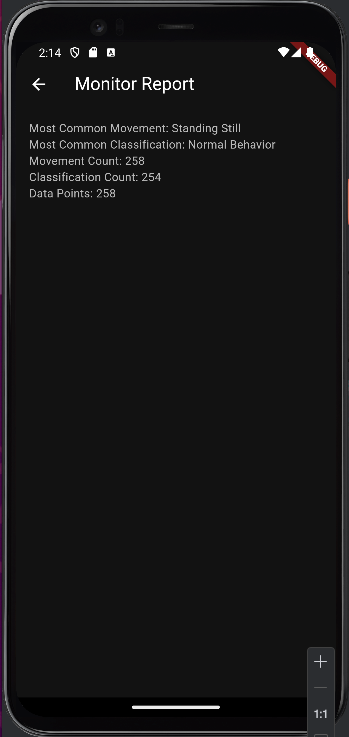 2:14
DEBUG
Monitor Report
Most Common Movement: Standing Still
Most Common Classification: Normal Behavior
Movement Count: 258
Classification Count: 254
Data Points: 258
1:1